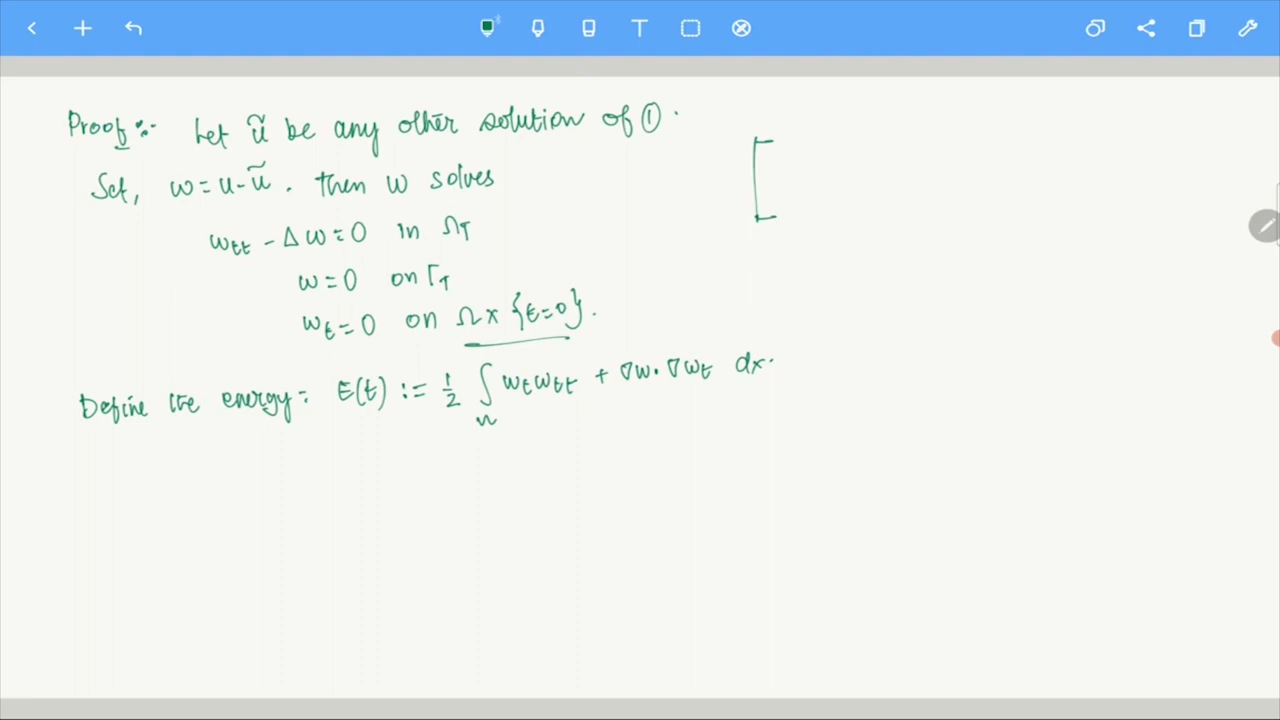 Proof:- Let ũ be any other solution of ①.
Set, w = u - ũ. then w solves
w_tt - Δw = 0 in Ω_T
w = 0 on Γ_T
w_t = 0 on Ω x {t=0}.
Define the energy: E(t) := 1/2 ∫_Ω w_t w_tt + ∇w · ∇w_t dx.